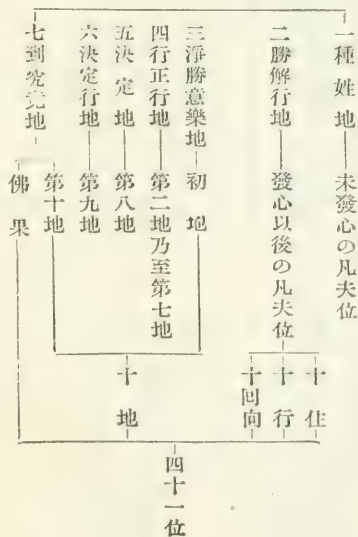 一種姓地 未發心の凡夫位
二勝解行地 發心以後の凡夫位
十住
十行
十回向
三淨勝意樂地 初地
四行正行地 第二地乃至第七地
五決定地 第八地
六決定行地 第九地
七到究竟地 第十地
佛果
十地
四十一位